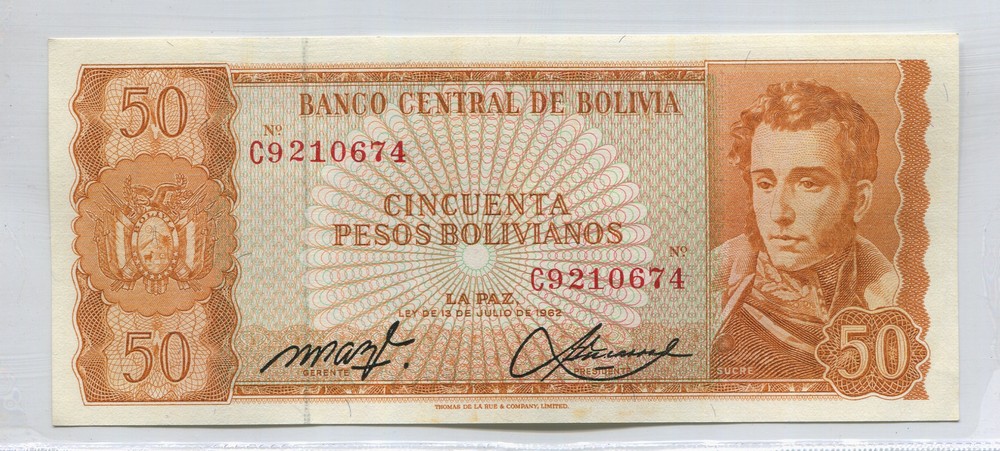 50
BANCO CENTRAL DE BOLIVIA
Nº
C9210674
CINCUENTA
PESOS BOLIVIANOS
Nº
C9210674
LA PAZ.
LEY DE 13 DE JULIO DE 1962
GERENTE
PRESIDENTE
SUCRE
50
50
THOMAS DE LA RUE & COMPANY, LIMITED.